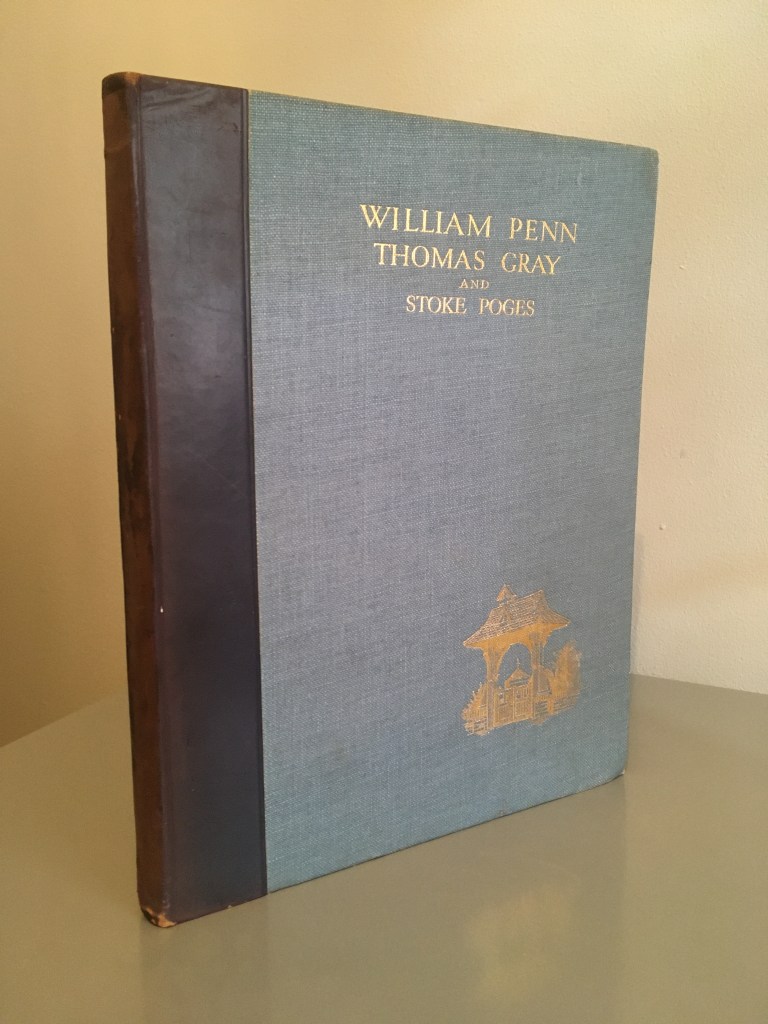 WILLIAM PENN
THOMAS GRAY
AND
STOKE POGES